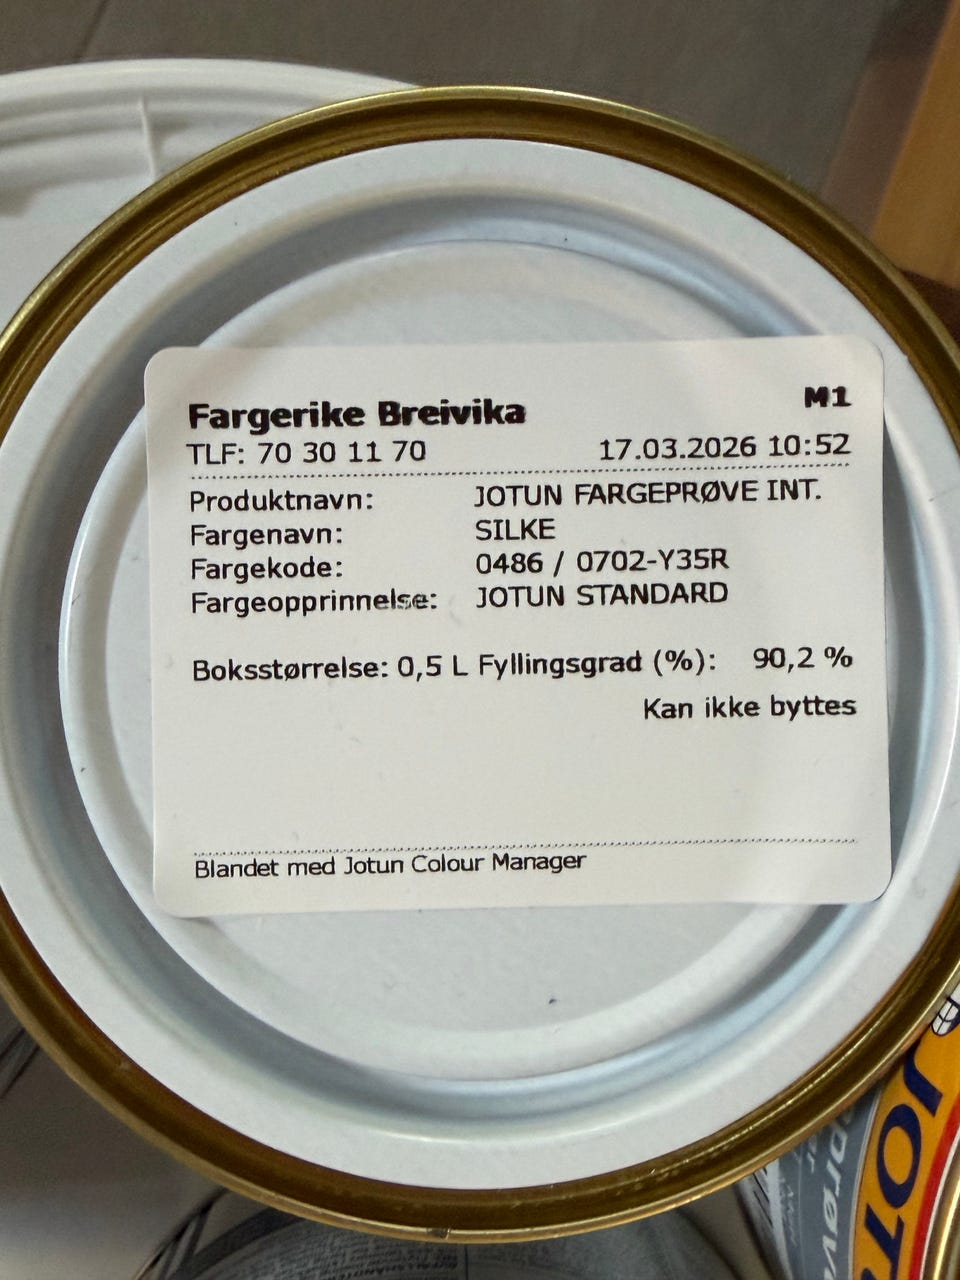 Fargerike Breivika M1
TLF: 70 30 11 70 17.03.2026 10:52
Produktnavn: JOTUN FARGEPRØVE INT.
Fargenavn: SILKE
Fargekode: 0486 / 0702-Y35R
Fargeopprinnelse: JOTUN STANDARD
Boksstørrelse: 0,5 L Fyllingsgrad (%): 90,2 %
Kan ikke byttes
Blandet med Jotun Colour Manager
JOTU